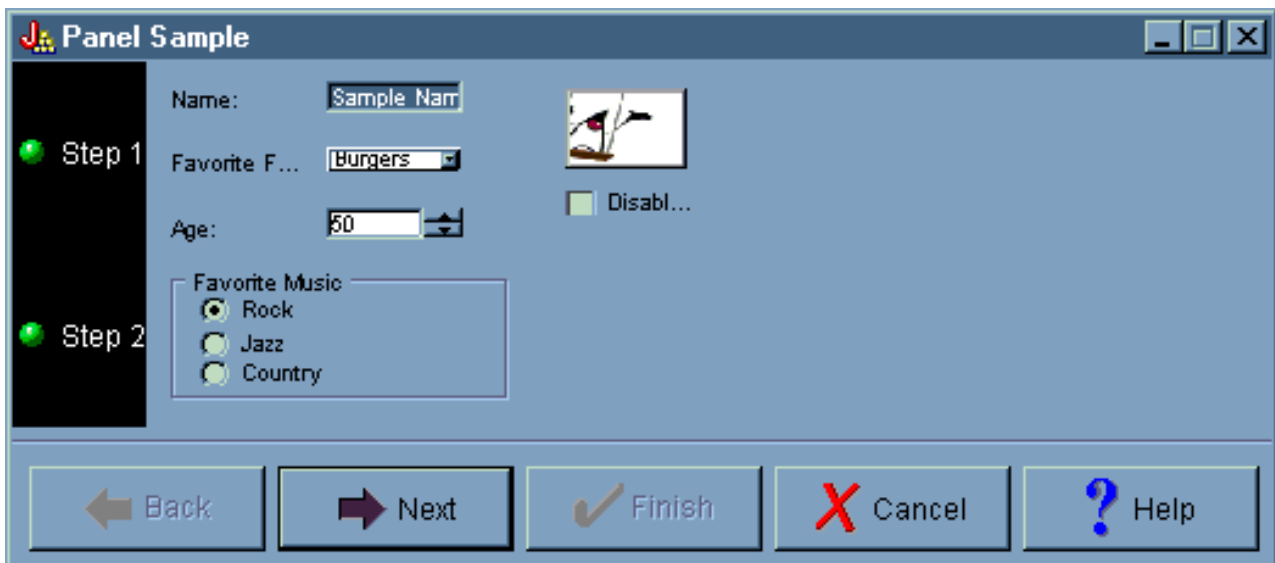 Panel Sample
Step 1
Step 2
Name: Sample Nam
Favorite F... Burgers
Age: 50
Disabl...
Favorite Music
Rock
Jazz
Country
Back Next Finish Cancel Help